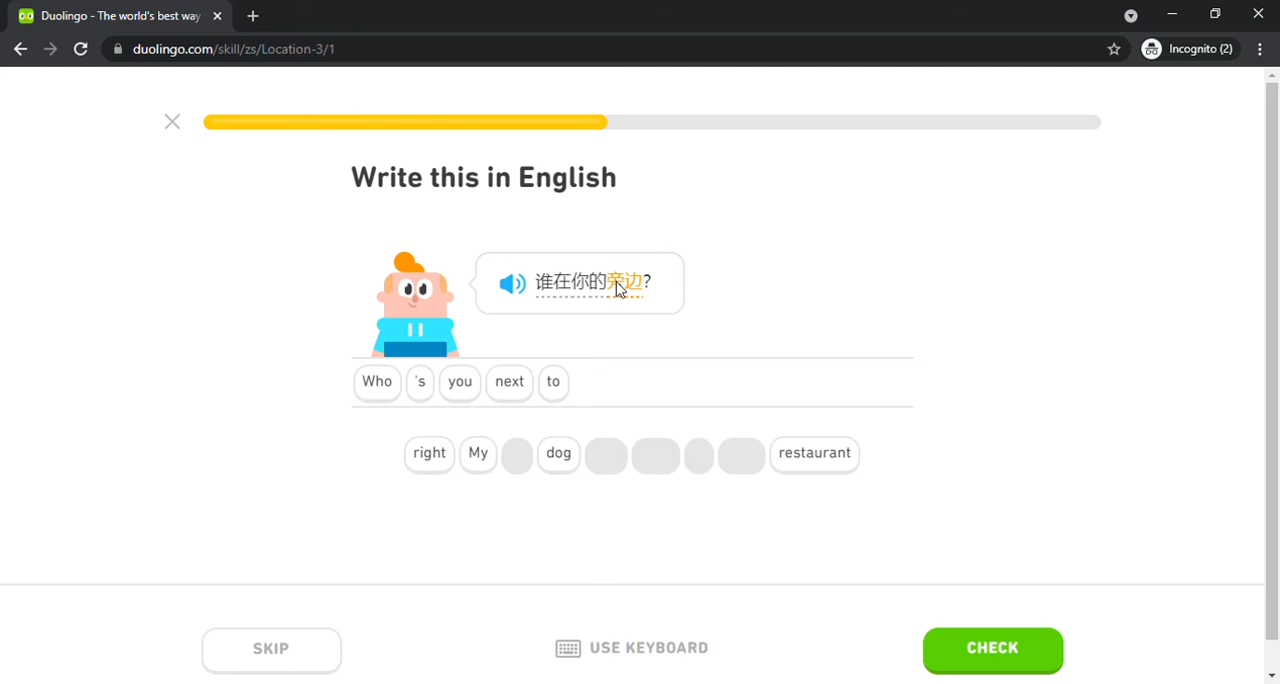 Duolingo - The world's best way
duolingo.com/skill/zs/Location-3/1
Incognito (2)
Write this in English
谁在你的旁边?
Who 's you next to
right My dog restaurant
SKIP
USE KEYBOARD
CHECK